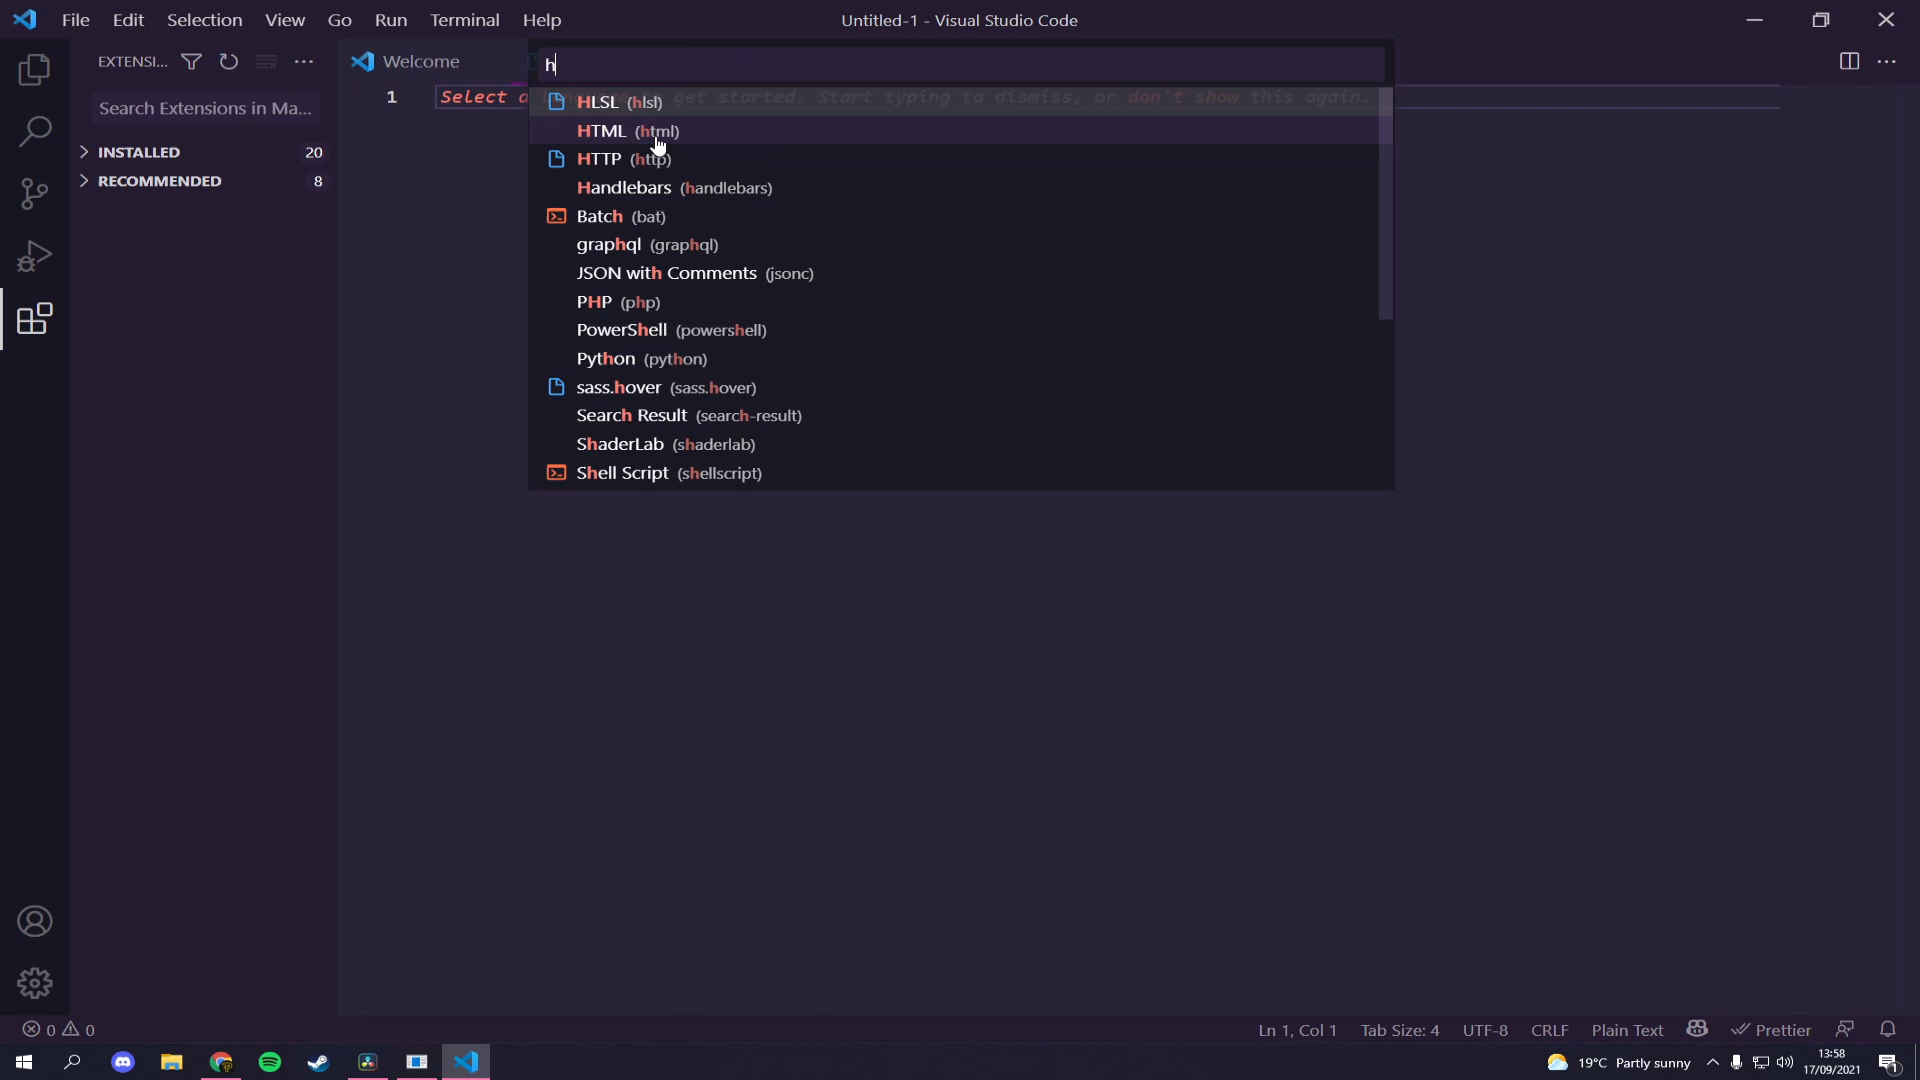 File Edit Selection View Go Run Terminal Help Untitled-1 - Visual Studio Code
EXTENSI... Welcome
h
Search Extensions in Ma...
INSTALLED 20
RECOMMENDED 8
1 Select a get started. Start typing to dismiss, or don't show this again.
HLSL (hlsl)
HTML (html)
HTTP (http)
Handlebars (handlebars)
Batch (bat)
graphql (graphql)
JSON with Comments (jsonc)
PHP (php)
PowerShell (powershell)
Python (python)
sass.hover (sass.hover)
Search Result (search-result)
ShaderLab (shaderlab)
Shell Script (shellscript)
0 0 Ln 1, Col 1 Tab Size: 4 UTF-8 CRLF Plain Text Prettier
19°C Partly sunny 13:58
17/09/2021 1